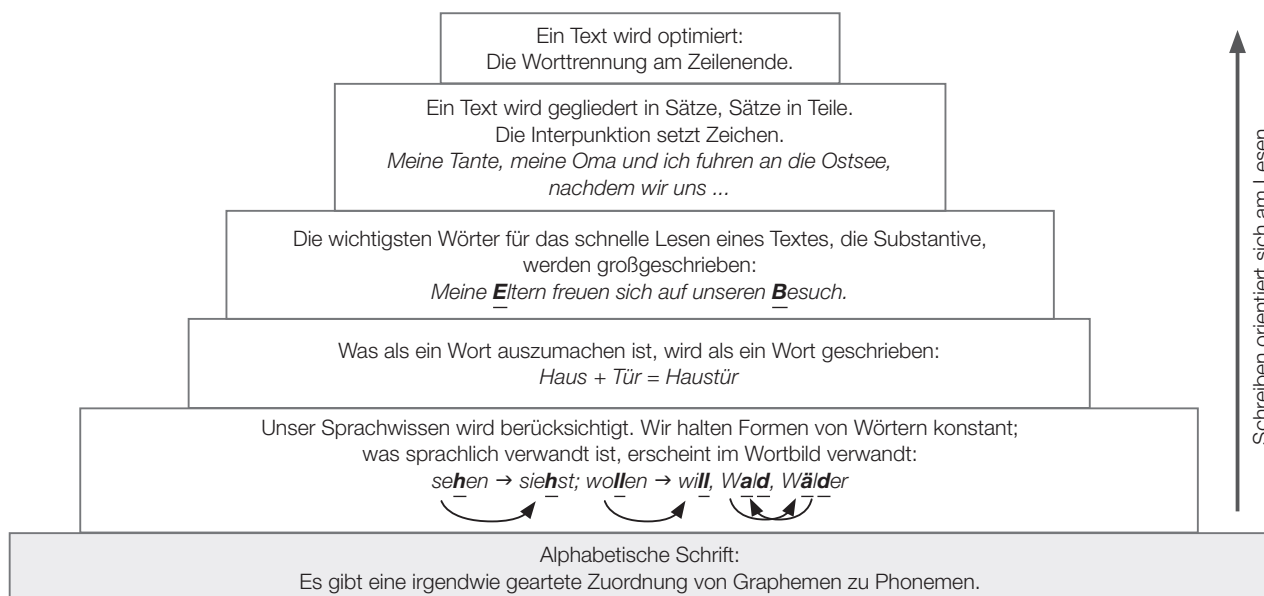 Ein Text wird optimiert:
Die Worttrennung am Zeilenende.
Ein Text wird gegliedert in Sätze, Sätze in Teile.
Die Interpunktion setzt Zeichen.
Meine Tante, meine Oma und ich fuhren an die Ostsee,
nachdem wir uns ...
Die wichtigsten Wörter für das schnelle Lesen eines Textes, die Substantive,
werden großgeschrieben:
Meine Eltern freuen sich auf unseren Besuch.
Was als ein Wort auszumachen ist, wird als ein Wort geschrieben:
Haus + Tür = Haustür
Unser Sprachwissen wird berücksichtigt. Wir halten Formen von Wörtern konstant;
was sprachlich verwandt ist, erscheint im Wortbild verwandt:
sehen → siehst; wollen → will, Wald, Wälder
Alphabetische Schrift:
Es gibt eine irgendwie geartete Zuordnung von Graphemen zu Phonemen.
Schreiben orientiert sich am Lesen